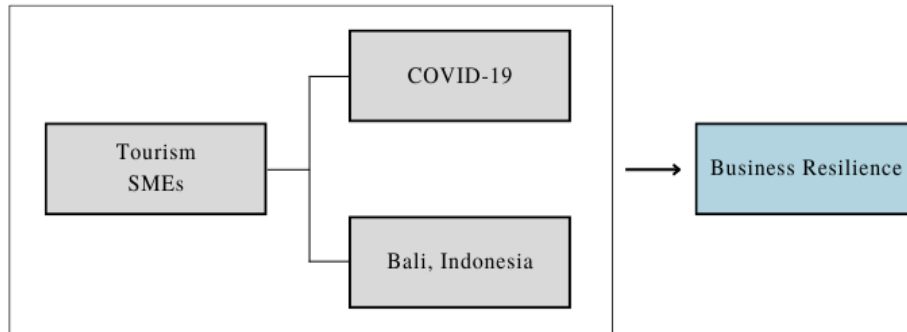 COVID-19
Tourism
SMEs
Business Resilience
Bali, Indonesia